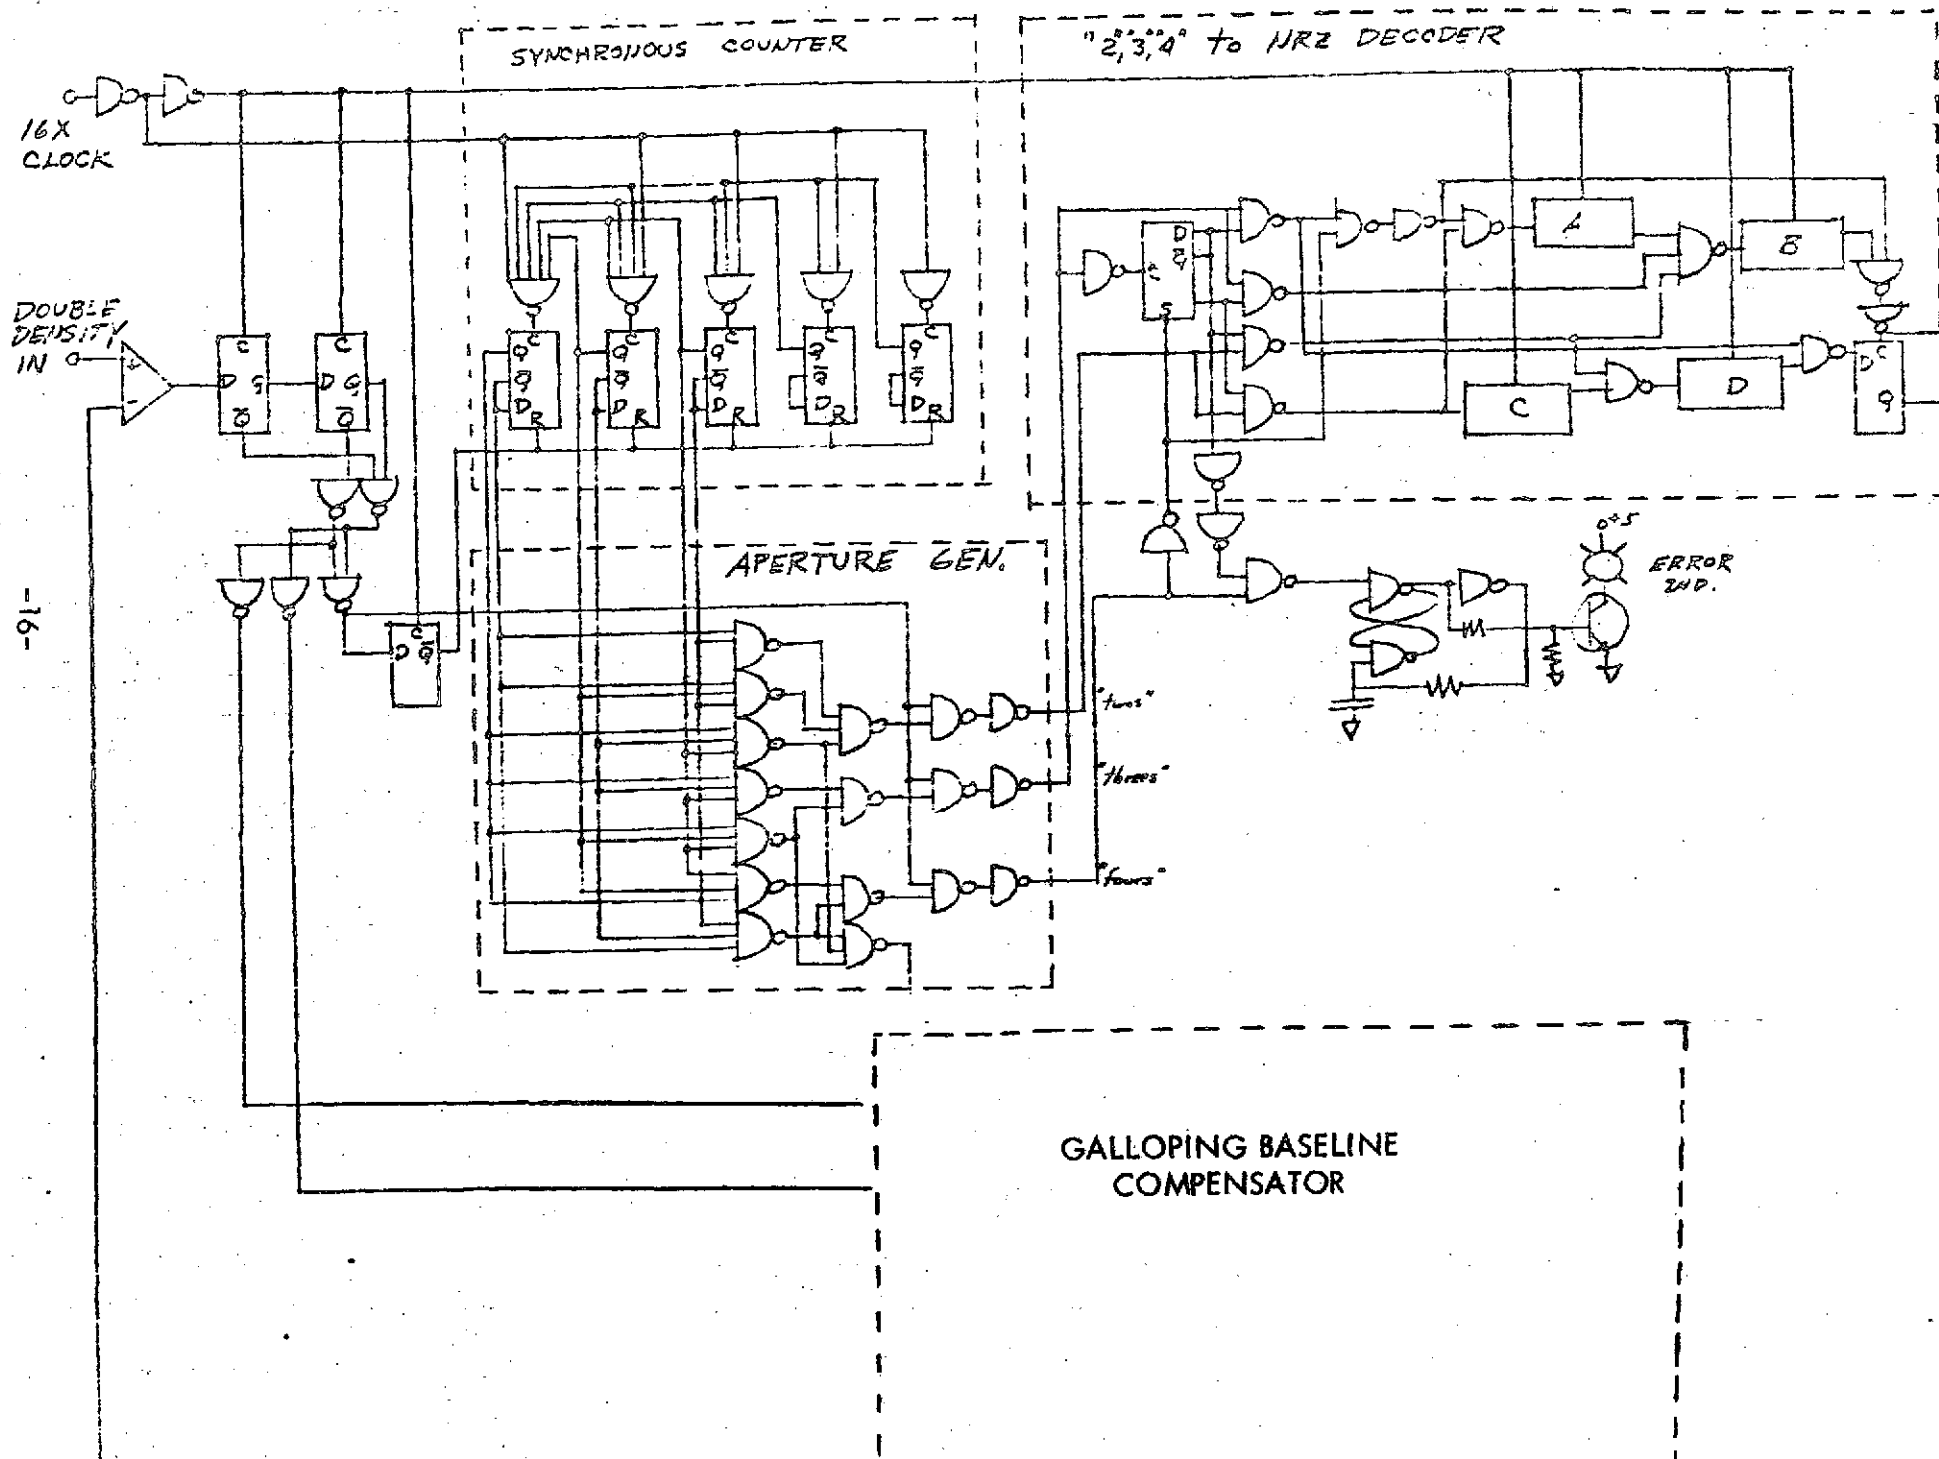 SYNCHRONOUS COUNTER
"2","3","4" to NRZ DECODER
16X
CLOCK
DOUBLE
DENSITY
IN
+
-
C
D
Q
Q̅
C
D
Q
Q̅
C
Q
Q̅
D
R
C
Q
Q̅
D
R
C
Q
Q̅
D
R
C
Q
Q̅
D
R
C
Q
Q̅
D
R
D
Q̅
C
S
A
B
C
D
C
D
Q
+5
ERROR
IND.
APERTURE GEN.
C
D
Q̅
"twos"
"threes"
"fours"
-16-
GALLOPING BASELINE
COMPENSATOR